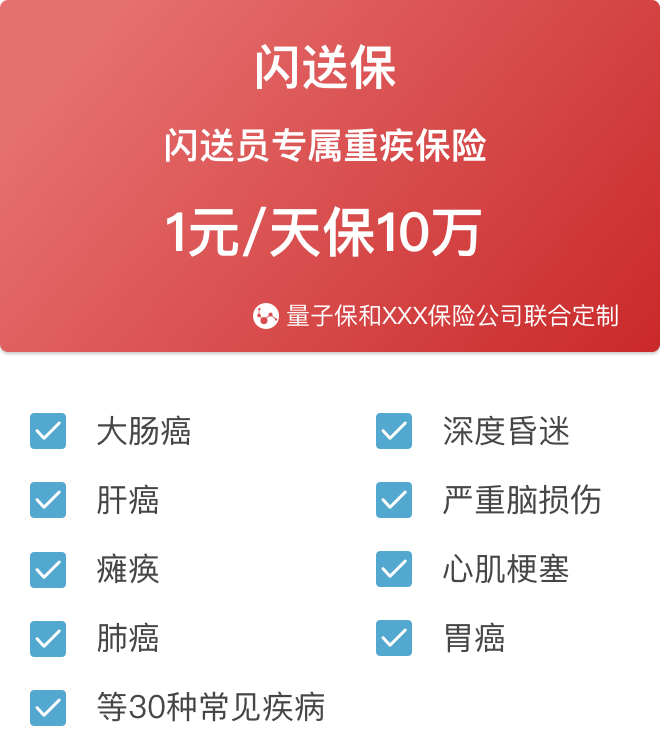 闪送保
闪送员专属重疾保险
1元/天保10万
量子保和XXX保险公司联合定制
大肠癌 深度昏迷
肝癌 严重脑损伤
瘫痪 心肌梗塞
肺癌 胃癌
等30种常见疾病